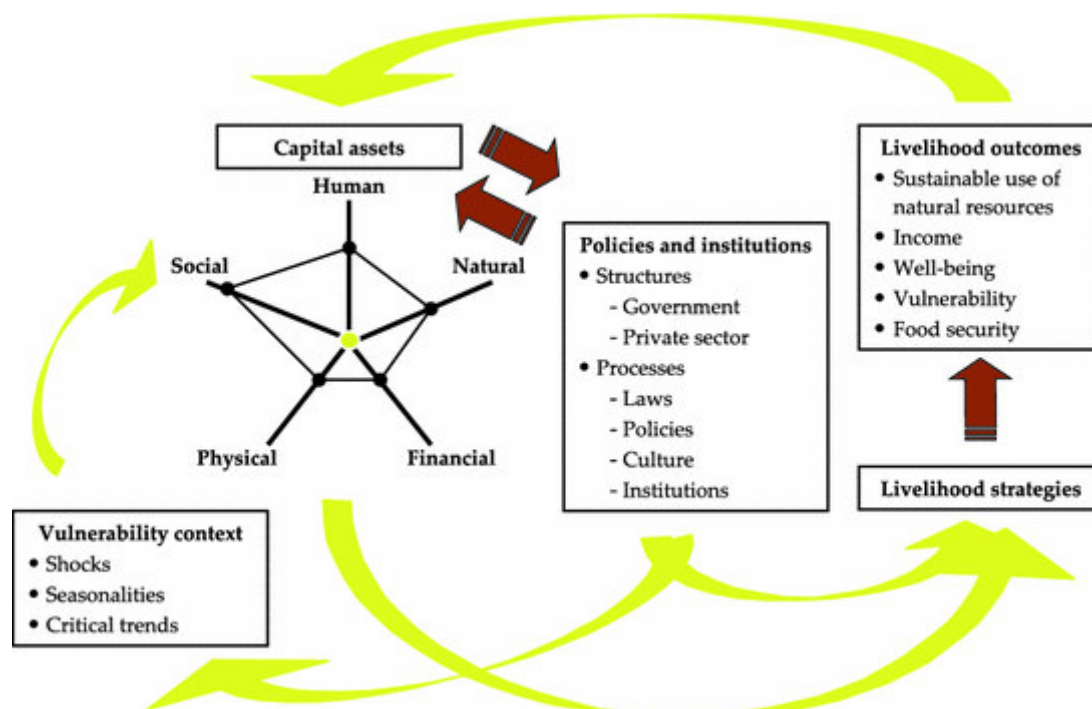 Capital assets
Human
Social
Natural
Physical
Financial
Vulnerability context
• Shocks
• Seasonalities
• Critical trends
Policies and institutions
• Structures
- Government
- Private sector
• Processes
- Laws
- Policies
- Culture
- Institutions
Livelihood outcomes
• Sustainable use of
natural resources
• Income
• Well-being
• Vulnerability
• Food security
Livelihood strategies